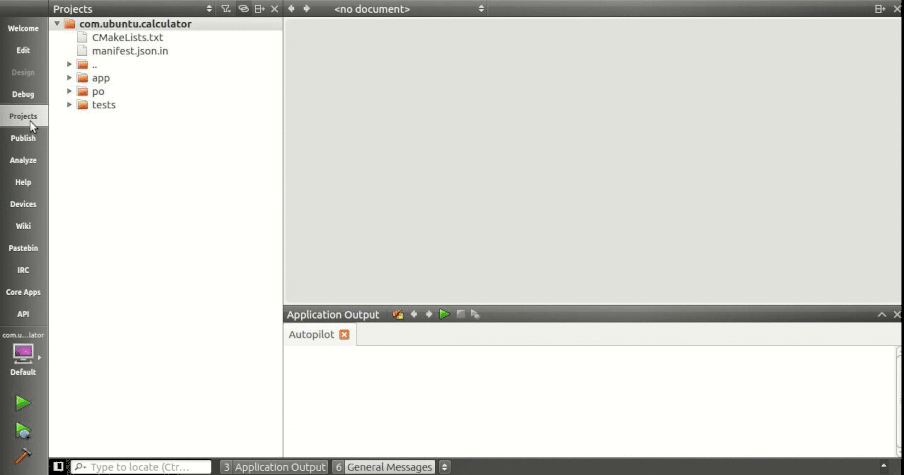 Projects
<no document>
Welcome
Edit
Design
Debug
Projects
Publish
Analyze
Help
Devices
Wiki
Pastebin
IRC
Core Apps
API
com.u...lator
Default
com.ubuntu.calculator
CMakeLists.txt
manifest.json.in
..
app
po
tests
Application Output
Autopilot
Type to locate (Ctr...
3 Application Output
6 General Messages